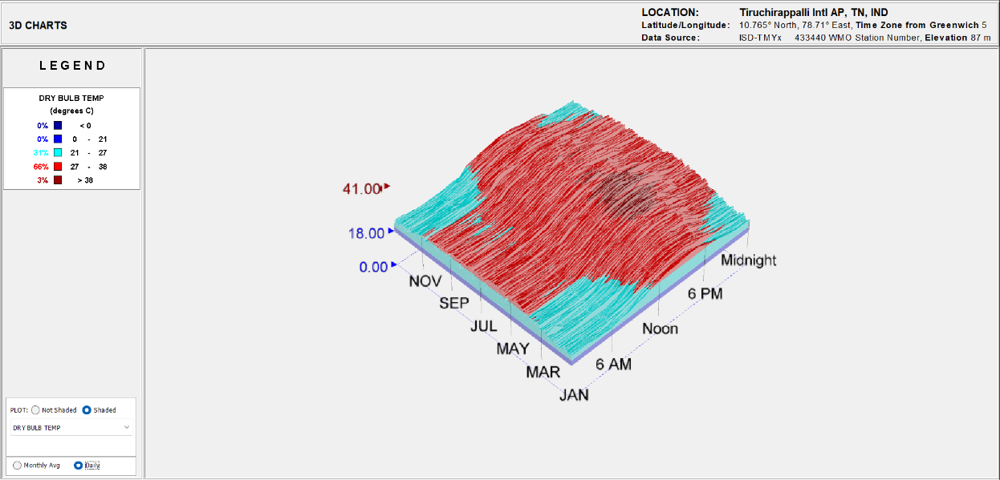 3D CHARTS
LOCATION: Tiruchirappalli Intl AP, TN, IND
Latitude/Longitude: 10.765° North, 78.71° East, Time Zone from Greenwich 5
Data Source: ISD-TMYx 433440 WMO Station Number, Elevation 87 m
LEGEND
DRY BULB TEMP
(degrees C)
0% < 0
0% 0 - 21
31% 21 - 27
66% 27 - 38
3% > 38
41.00
18.00
0.00
NOV
SEP
JUL
MAY
MAR
JAN
6 AM
Noon
6 PM
Midnight
PLOT: Not Shaded Shaded
DRY BULB TEMP
Monthly Avg Daily